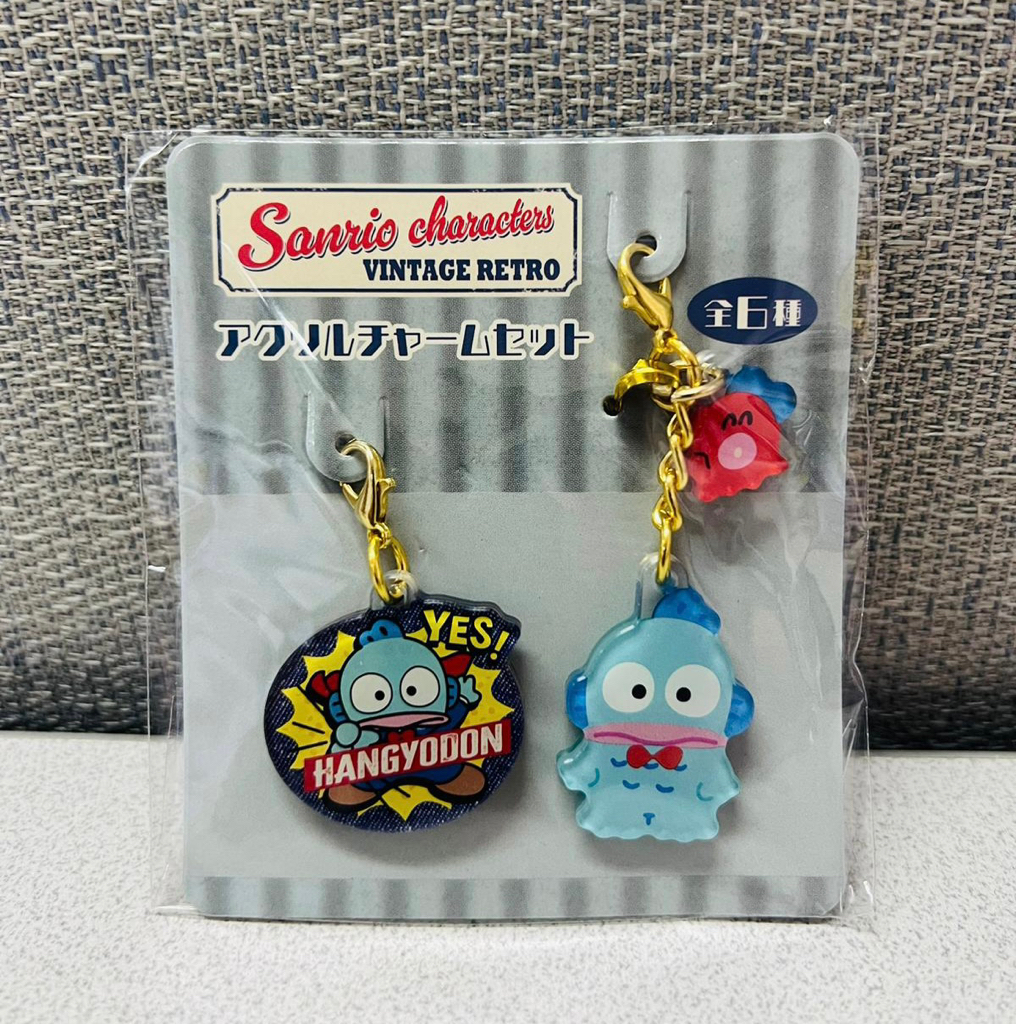 Sanrio characters
VINTAGE RETRO
アクリルチャームセット
全6種
YES!
HANGYODON